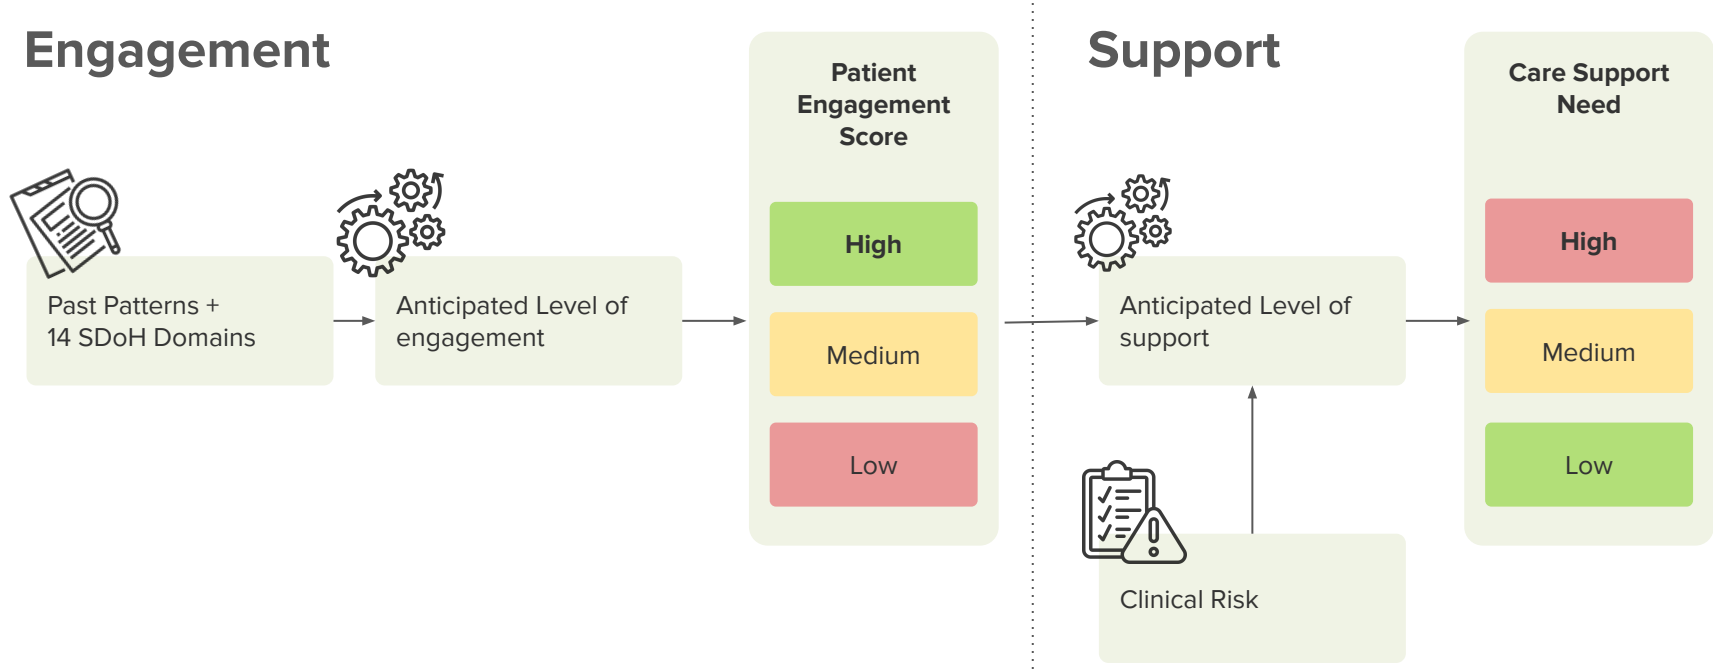 Engagement
Past Patterns +
14 SDoH Domains
Anticipated Level of
engagement
Patient
Engagement
Score
High
Medium
Low
Support
Anticipated Level of
support
Clinical Risk
Care Support
Need
High
Medium
Low